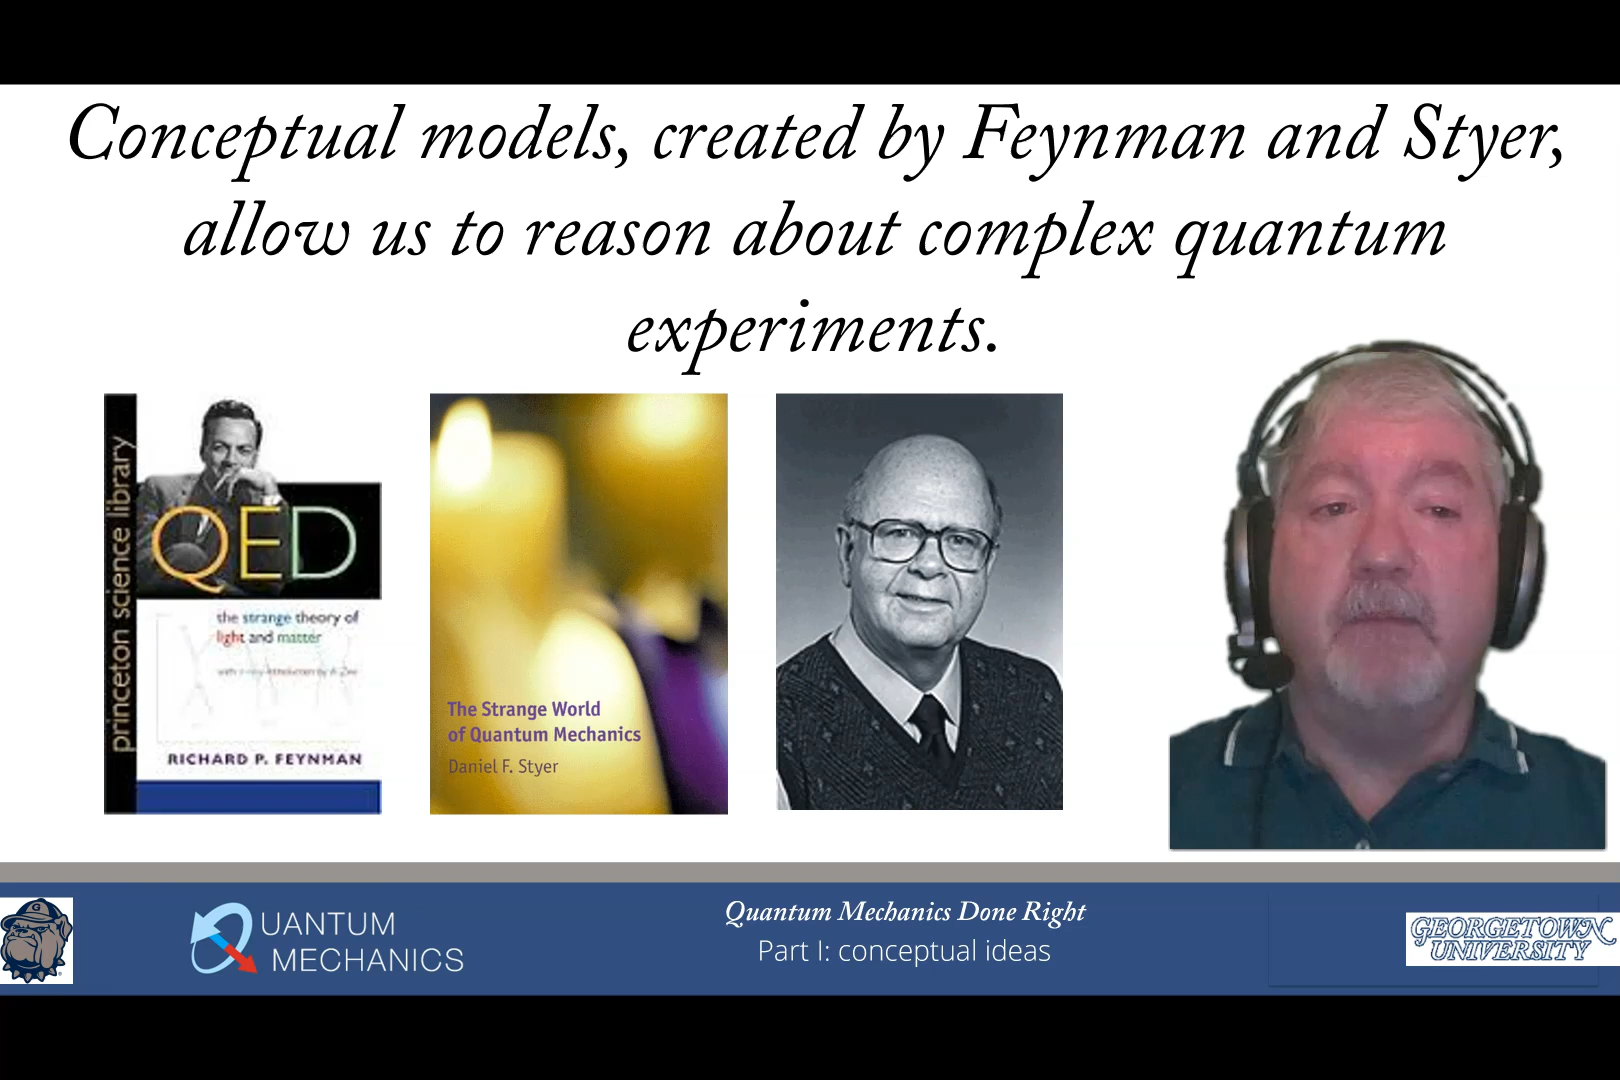 Conceptual models, created by Feynman and Styer,
allow us to reason about complex quantum
experiments.
princeton science library
QED
the strange theory of
light and matter
RICHARD P. FEYNMAN
The Strange World
of Quantum Mechanics
Daniel F. Styer
G
QUANTUM
MECHANICS
Quantum Mechanics Done Right
Part I: conceptual ideas
GEORGETOWN
UNIVERSITY